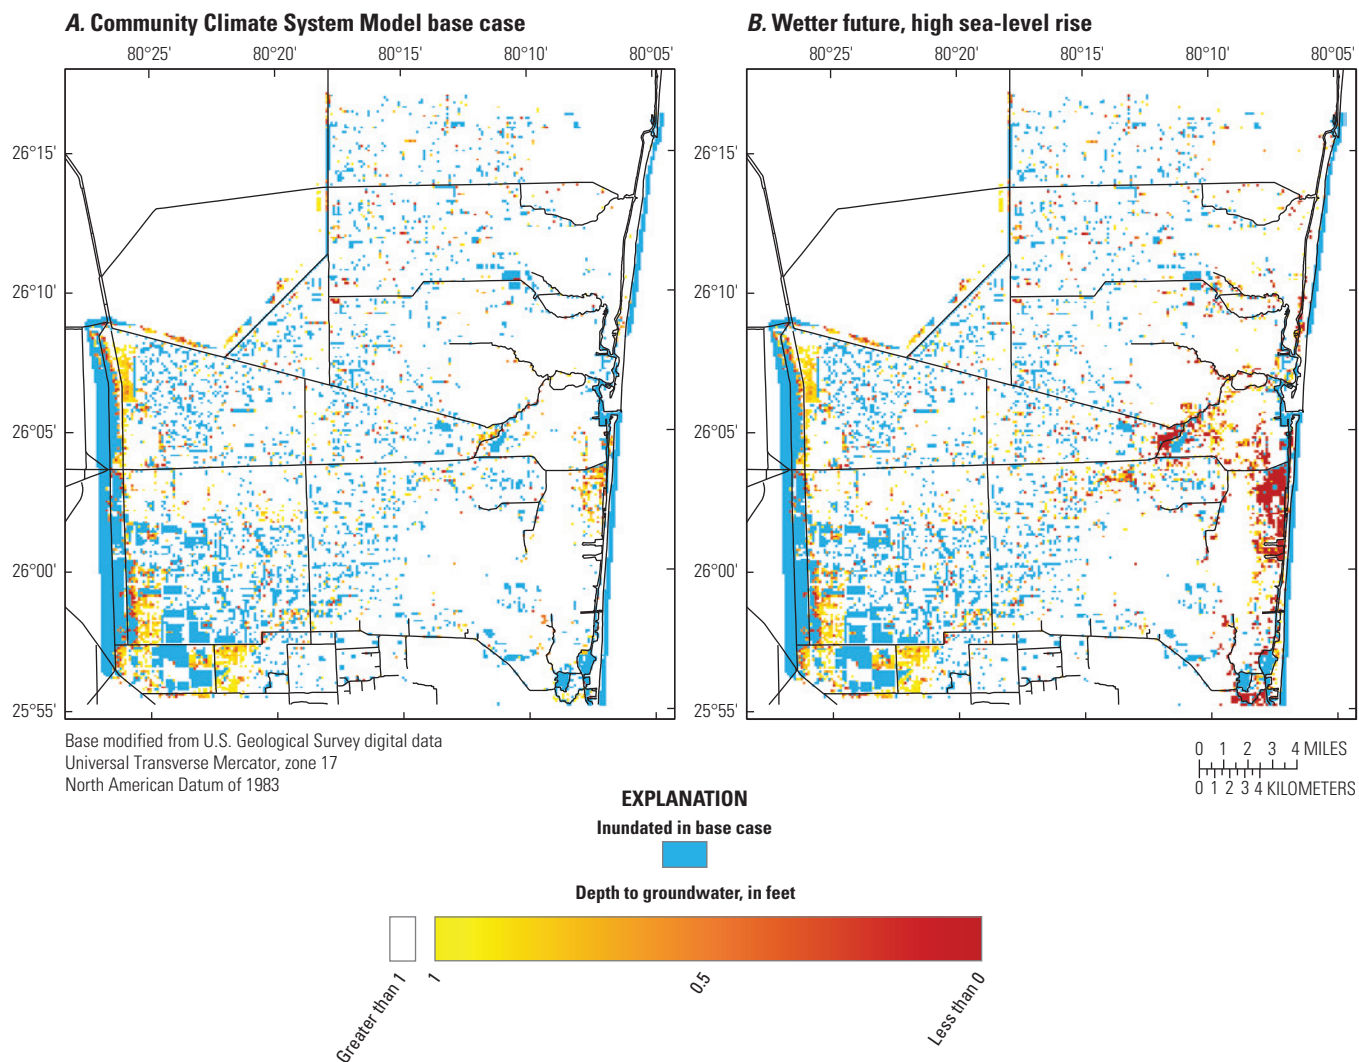 A. Community Climate System Model base case
B. Wetter future, high sea-level rise
80°25' 80°20' 80°15' 80°10' 80°05'
80°25' 80°20' 80°15' 80°10' 80°05'
26°15'
26°10'
26°05'
26°00'
25°55'
26°15'
26°10'
26°05'
26°00'
25°55'
Base modified from U.S. Geological Survey digital data
Universal Transverse Mercator, zone 17
North American Datum of 1983
0 1 2 3 4 MILES
0 1 2 3 4 KILOMETERS
EXPLANATION
Inundated in base case
Depth to groundwater, in feet
Greater than 1
1
0.5
Less than 0